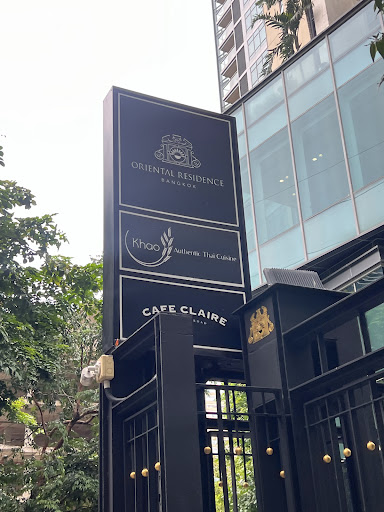 ORIENTAL RESIDENCE
BANGKOK
Khao
Authentic Thai Cuisine
CAFE CLAIRE